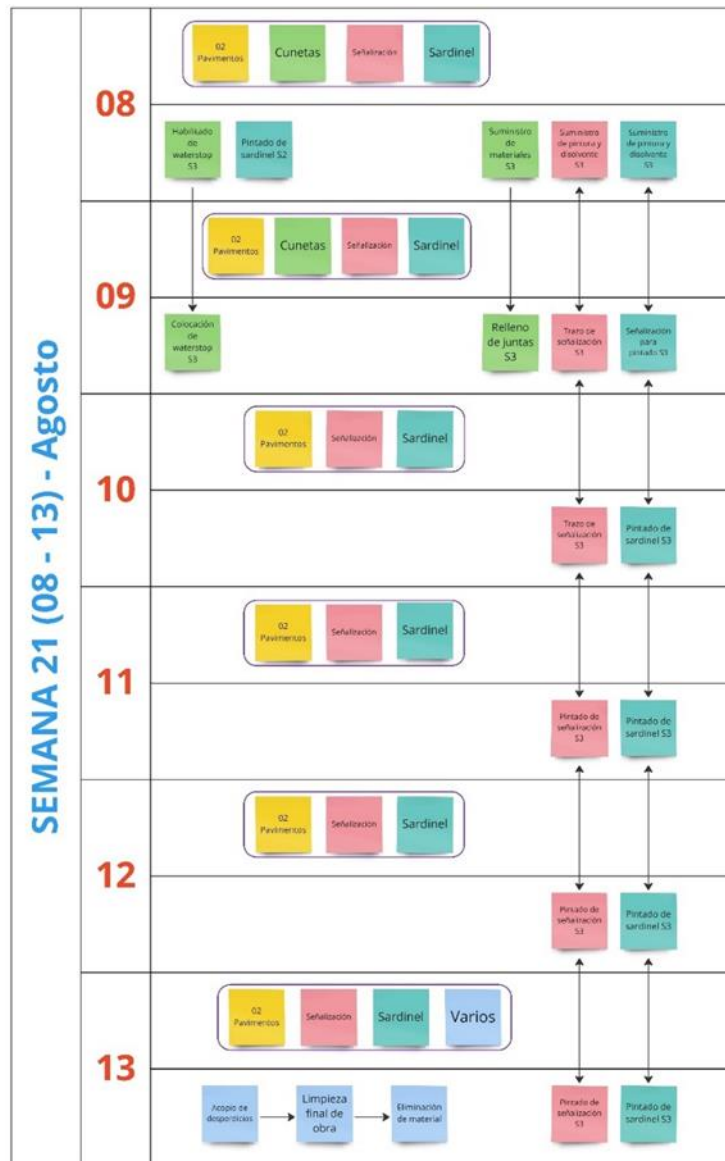 SEMANA 21 (08 - 13) - Agosto
08
02
Pavimentos
Cunetas
Señalización
Sardinel
Habilitado
de
waterstop
S3
Pintado de
sardinel S2
Suministro
de
materiales
S3
Suministro
de pintura y
disolvente
Suministro
de pintura y
disolvente S3
09
02
Pavimentos
Cunetas
Señalización
Sardinel
Colocación
de
waterstop
S3
Relleno
de juntas
S3
Trazo de
señalización
Señalización
para
pintado S3
10
02
Pavimentos
Señalización
Sardinel
Trazo de
señalización
S3
Pintado de
sardinel S3
11
02
Pavimentos
Señalización
Sardinel
Pintado de
señalización
S3
Pintado de
sardinel S3
12
02
Pavimentos
Señalización
Sardinel
Pintado de
señalización
S3
Pintado de
sardinel S3
13
02
Pavimentos
Señalización
Sardinel
Varios
Acopio de
desperdicios
Limpieza
final de
obra
Eliminación
de material
Pintado de
señalización
S3
Pintado de
sardinel S3